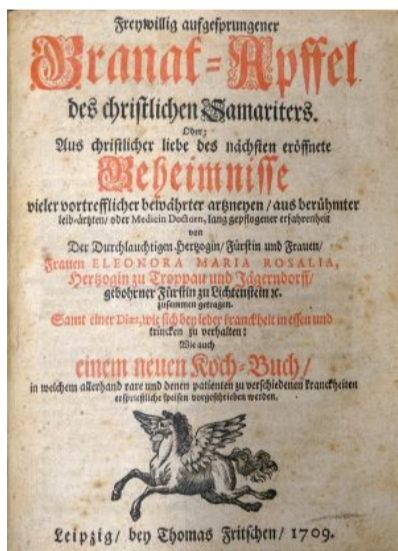 Freywillig aufgesprungener
Granat-Apffel
des christlichen Samariters.
Oder:
Aus christlicher liebe des nächsten eröffnete
Geheimnisse
vieler vortrefflicher bewährter artzneyen / aus berühmter
leib-ärtzten / oder Medicin Doctoren, lang gepflogener erfahrenheit
von
Der Durchlauchtigen Hertzogin / Fürstin und Frauen /
Frauen ELEONORA MARIA ROSALIA,
Hertzogin zu Troppau und Jägerndorff /
gebohrner Fürstin zu Lichtenstein ꝛc.
zusammen getragen.
Samt einer Diæt, wie sich bey jeder kranckheit in essen und
trincken zu verhalten:
Wie auch
einem neuen Koch-Buch /
in welchem allerhand rare und denen patienten zu verschiedenen kranckheiten
ersprießliche speisen vorgeschrieben werden.
Leipzig / bey Thomas Fritschen / 1709.